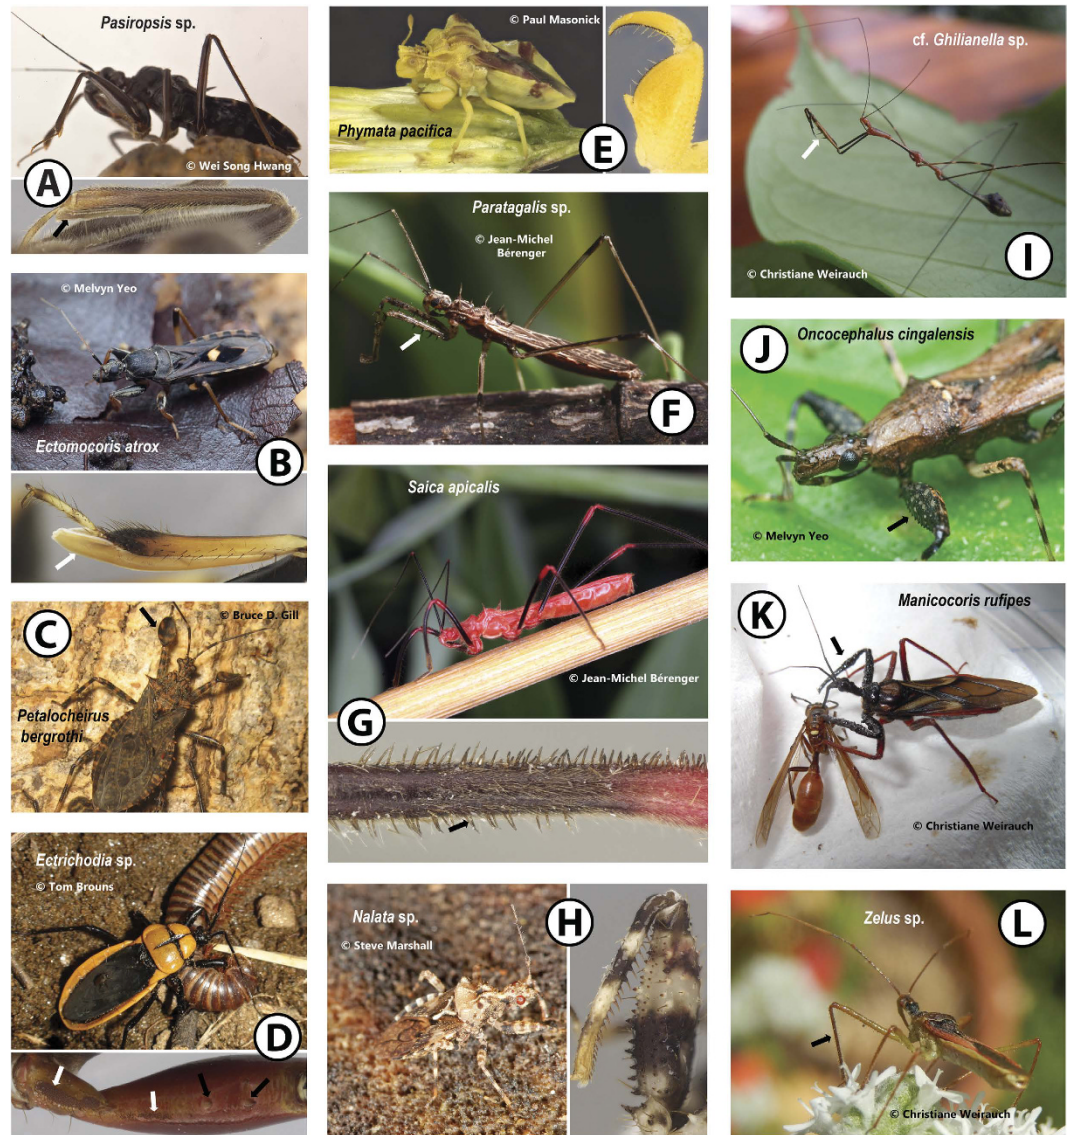 Pasiropsis sp.
© Wei Song Hwang
A
© Melvyn Yeo
Ectomocoris atrox
B
C
© Bruce D. Gill
Petalocheirus
bergrothi
Ectrichodia sp.
© Tom Brouns
D
© Paul Masonick
Phymata pacifica
E
Paratagalis sp.
© Jean-Michel
Bérenger
F
Saica apicalis
© Jean-Michel Bérenger
G
Nalata sp.
© Steve Marshall
H
cf. Ghilianella sp.
© Christiane Weirauch
I
J
Oncocephalus cingalensis
© Melvyn Yeo
K
Manicocoris rufipes
© Christiane Weirauch
Zelus sp.
L
© Christiane Weirauch